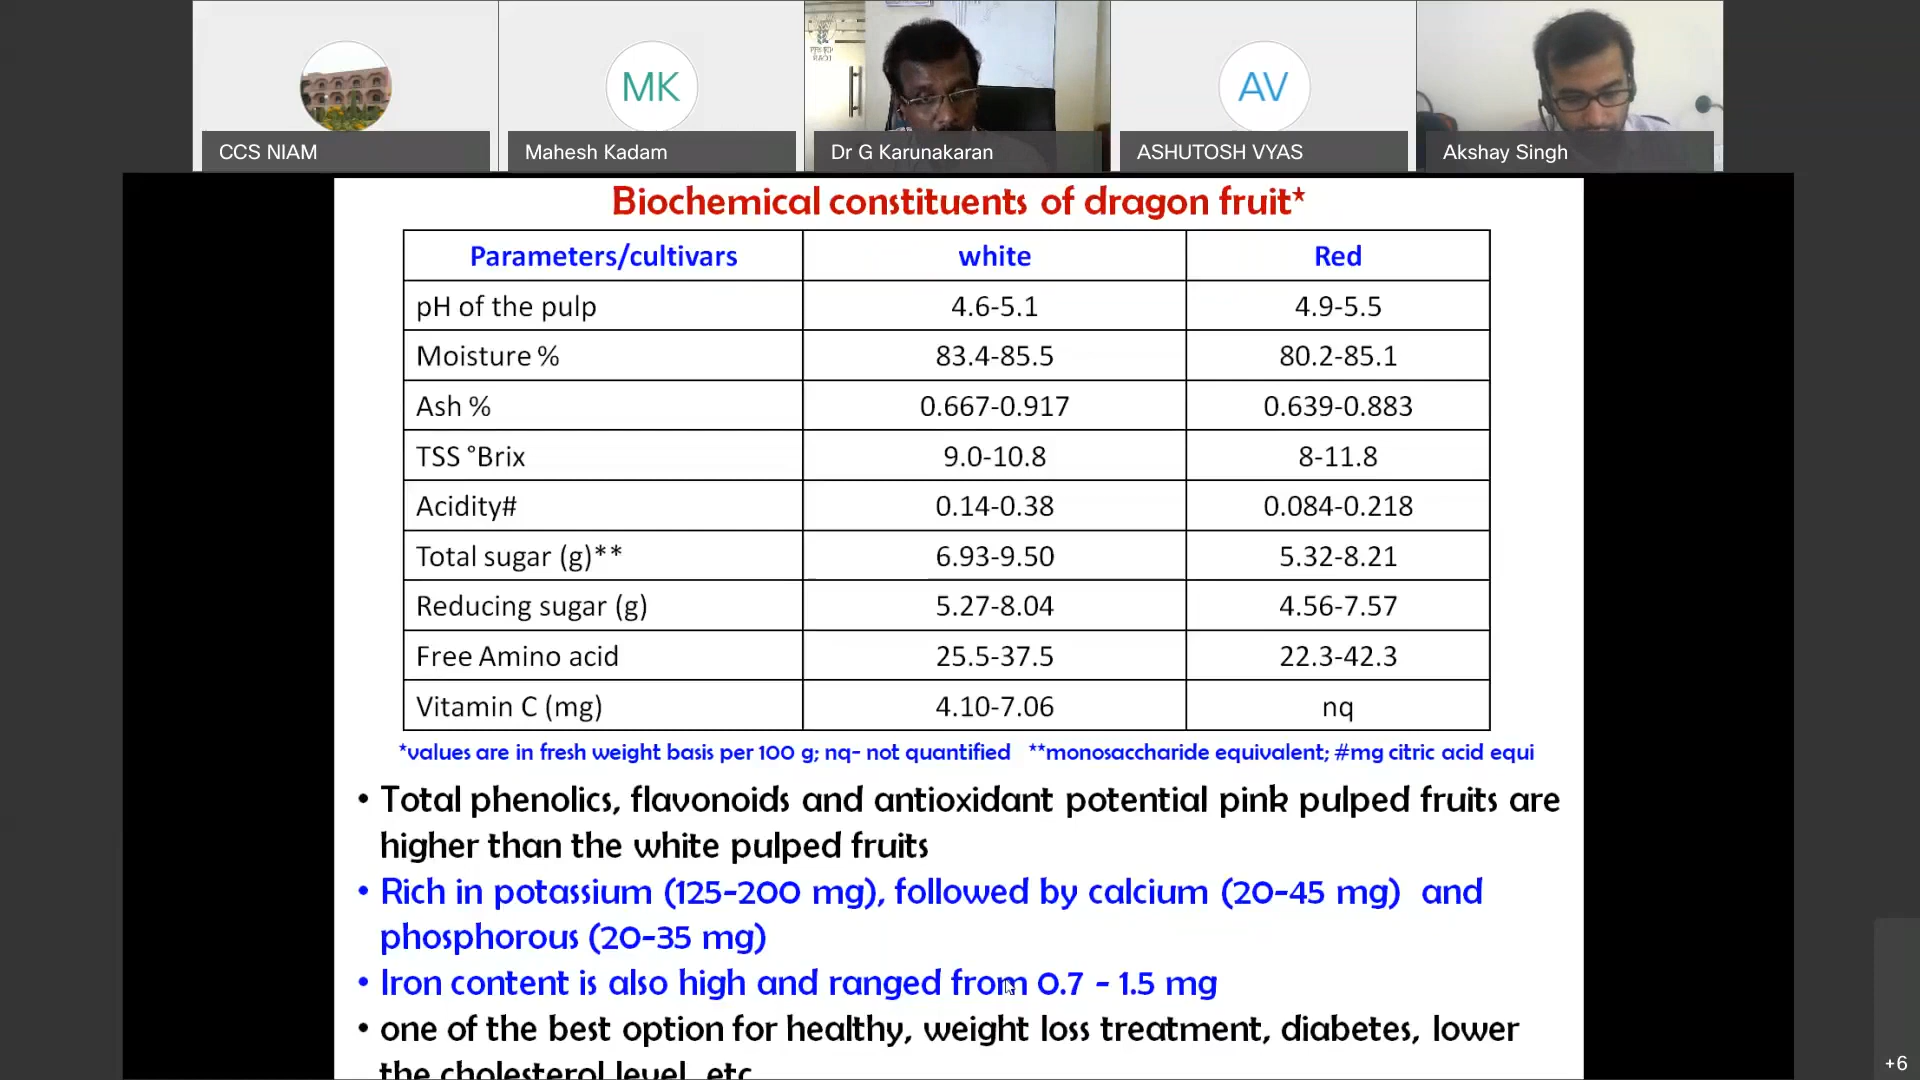 MK
AV
CCS NIAM
Mahesh Kadam
Dr G Karunakaran
ASHUTOSH VYAS
Akshay Singh
Biochemical constituents of dragon fruit*
Parameters/cultivars white Red
pH of the pulp 4.6-5.1 4.9-5.5
Moisture % 83.4-85.5 80.2-85.1
Ash % 0.667-0.917 0.639-0.883
TSS °Brix 9.0-10.8 8-11.8
Acidity# 0.14-0.38 0.084-0.218
Total sugar (g)** 6.93-9.50 5.32-8.21
Reducing sugar (g) 5.27-8.04 4.56-7.57
Free Amino acid 25.5-37.5 22.3-42.3
Vitamin C (mg) 4.10-7.06 nq
*values are in fresh weight basis per 100 g; nq- not quantified **monosaccharide equivalent; #mg citric acid equi
• Total phenolics, flavonoids and antioxidant potential pink pulped fruits are
higher than the white pulped fruits
• Rich in potassium (125-200 mg), followed by calcium (20-45 mg) and
phosphorous (20-35 mg)
• Iron content is also high and ranged from 0.7 - 1.5 mg
• one of the best option for healthy, weight loss treatment, diabetes, lower
the cholesterol level, etc
+6